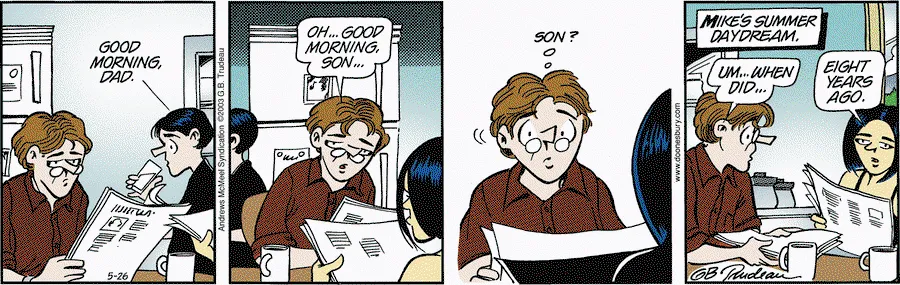 GOOD
MORNING,
DAD.
5-26
Andrews McMeel Syndication ©2003 G.B. Trudeau
OH... GOOD
MORNING,
SON...
SON?
www.doonesbury.com
MIKE'S SUMMER
DAYDREAM.
UM... WHEN
DID...
EIGHT
YEARS
AGO.
GB Trudeau